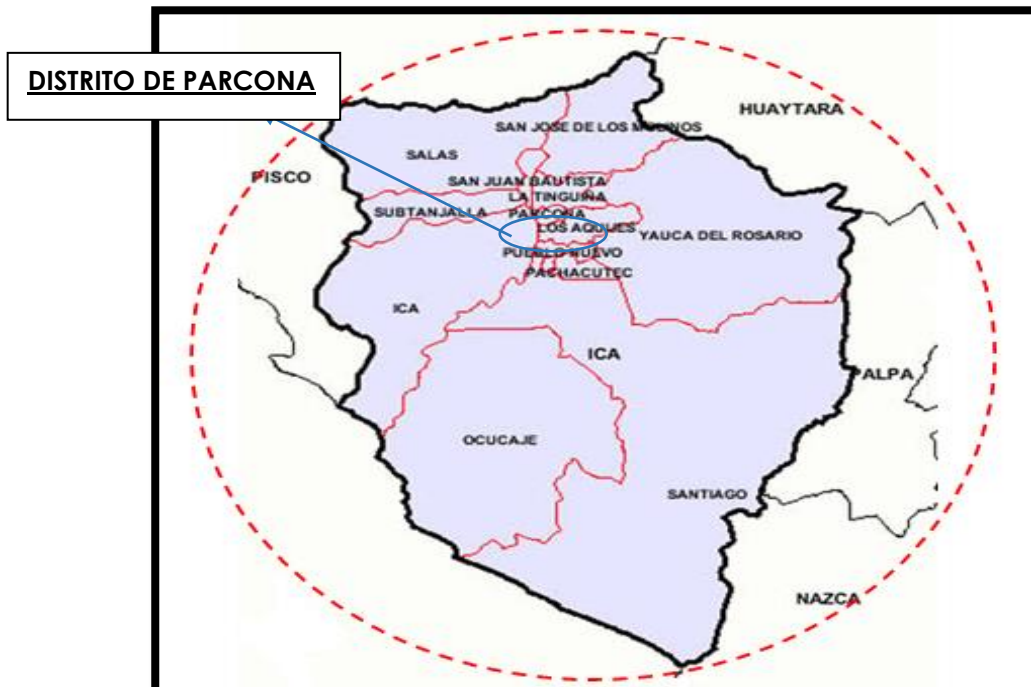 DISTRITO DE PARCONA
HUAYTARA
SAN JOSE DE LOS MOLINOS
SALAS
PISCO
SAN JUAN BAUTISTA
LA TINGUIÑA
SUBTANJALLA
PARCONA
LOS AQUIJES
YAUCA DEL ROSARIO
PUEBLO NUEVO
PACHACUTEC
ICA
ICA
PALPA
OCUCAJE
SANTIAGO
NAZCA